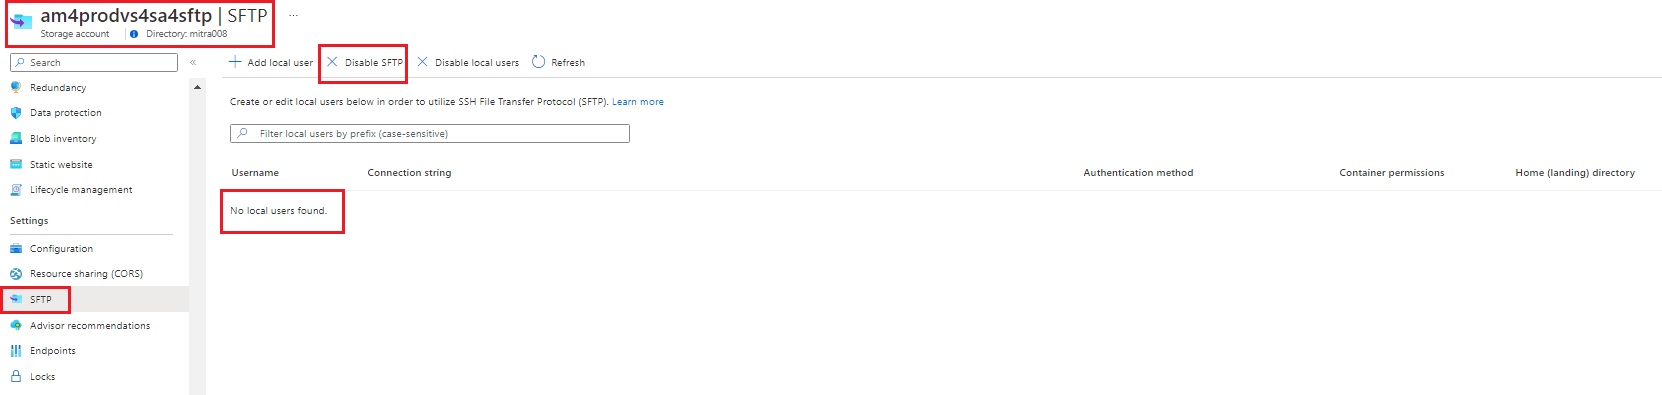 am4prodvs4sa4sftp | SFTP ...
Storage account Directory: mitra008
Search «
Add local user Disable SFTP Disable local users Refresh
Redundancy
Data protection
Blob inventory
Static website
Lifecycle management
Settings
Configuration
Resource sharing (CORS)
SFTP
Advisor recommendations
Endpoints
Locks
Create or edit local users below in order to utilize SSH File Transfer Protocol (SFTP). Learn more
Filter local users by prefix (case-sensitive)
Username Connection string Authentication method Container permissions Home (landing) directory
No local users found.